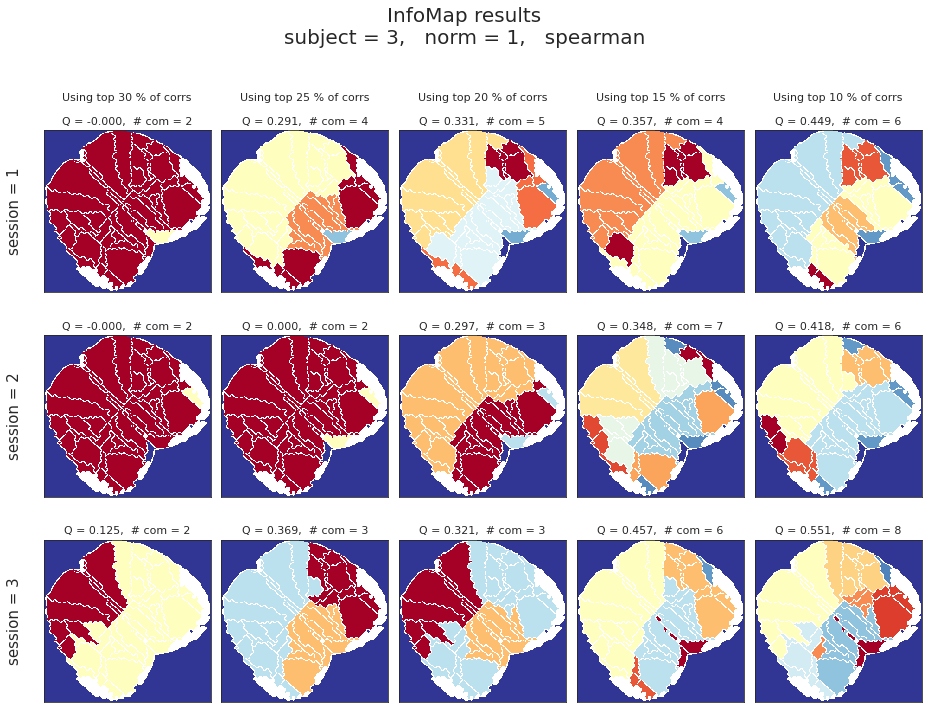 InfoMap results
subject = 3,   norm = 1,   spearman
Using top 30 % of corrs
Using top 25 % of corrs
Using top 20 % of corrs
Using top 15 % of corrs
Using top 10 % of corrs
session = 1
Q = -0.000,  # com = 2
Q = 0.291,  # com = 4
Q = 0.331,  # com = 5
Q = 0.357,  # com = 4
Q = 0.449,  # com = 6
session = 2
Q = -0.000,  # com = 2
Q = 0.000,  # com = 2
Q = 0.297,  # com = 3
Q = 0.348,  # com = 7
Q = 0.418,  # com = 6
session = 3
Q = 0.125,  # com = 2
Q = 0.369,  # com = 3
Q = 0.321,  # com = 3
Q = 0.457,  # com = 6
Q = 0.551,  # com = 8